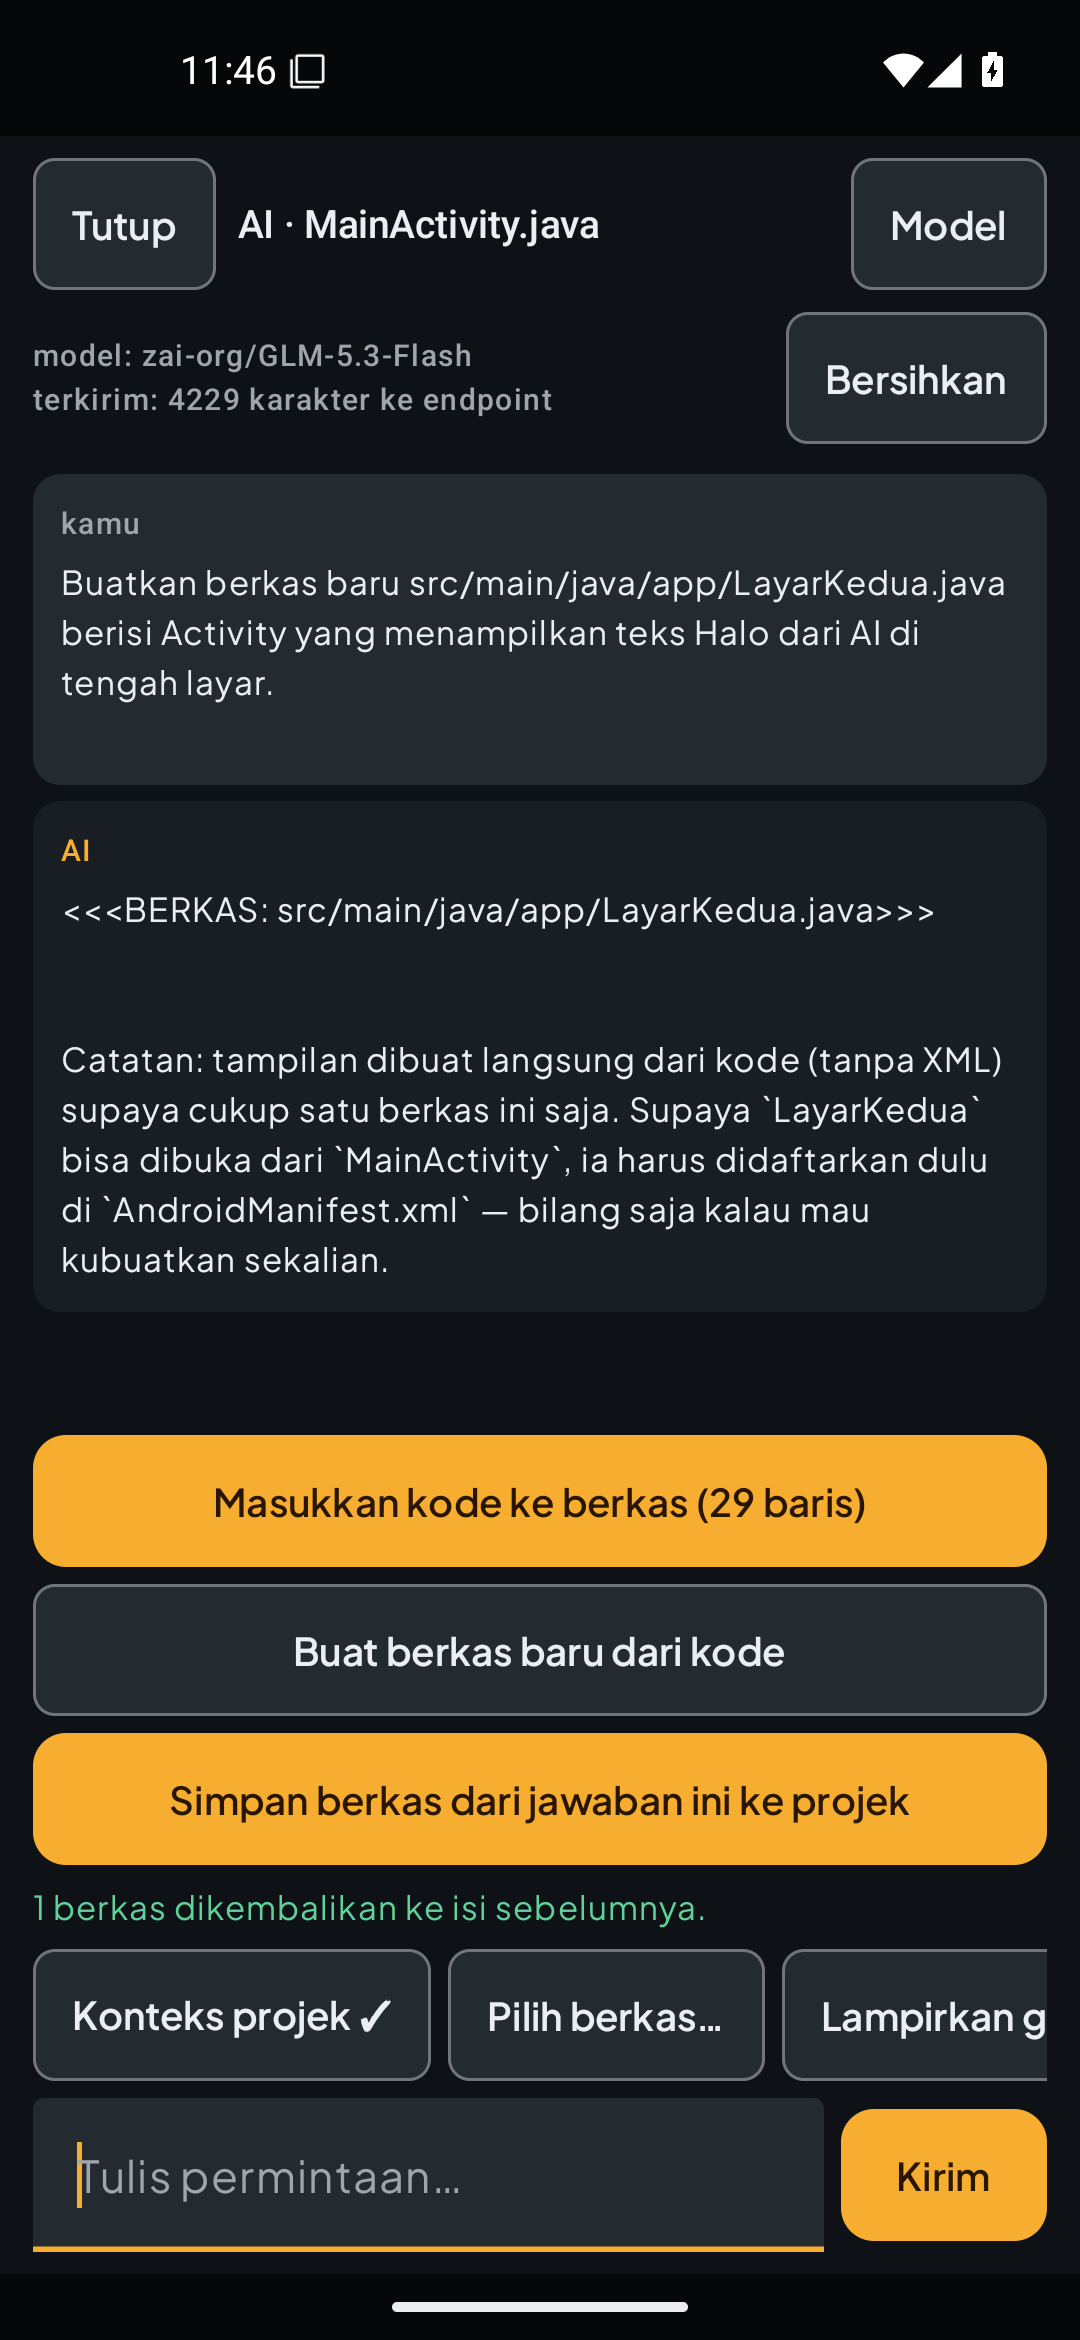 11:46
Tutup
AI · MainActivity.java
Model
model: zai-org/GLM-5.3-Flash
terkirim: 4229 karakter ke endpoint
Bersihkan
kamu
Buatkan berkas baru src/main/java/app/LayarKedua.java
berisi Activity yang menampilkan teks Halo dari AI di
tengah layar.
AI
<<<BERKAS: src/main/java/app/LayarKedua.java>>>
Catatan: tampilan dibuat langsung dari kode (tanpa XML)
supaya cukup satu berkas ini saja. Supaya `LayarKedua`
bisa dibuka dari `MainActivity`, ia harus didaftarkan dulu
di `AndroidManifest.xml` — bilang saja kalau mau
kubuatkan sekalian.
Masukkan kode ke berkas (29 baris)
Buat berkas baru dari kode
Simpan berkas dari jawaban ini ke projek
1 berkas dikembalikan ke isi sebelumnya.
Konteks projek ✓
Pilih berkas…
Lampirkan g
Tulis permintaan…
Kirim